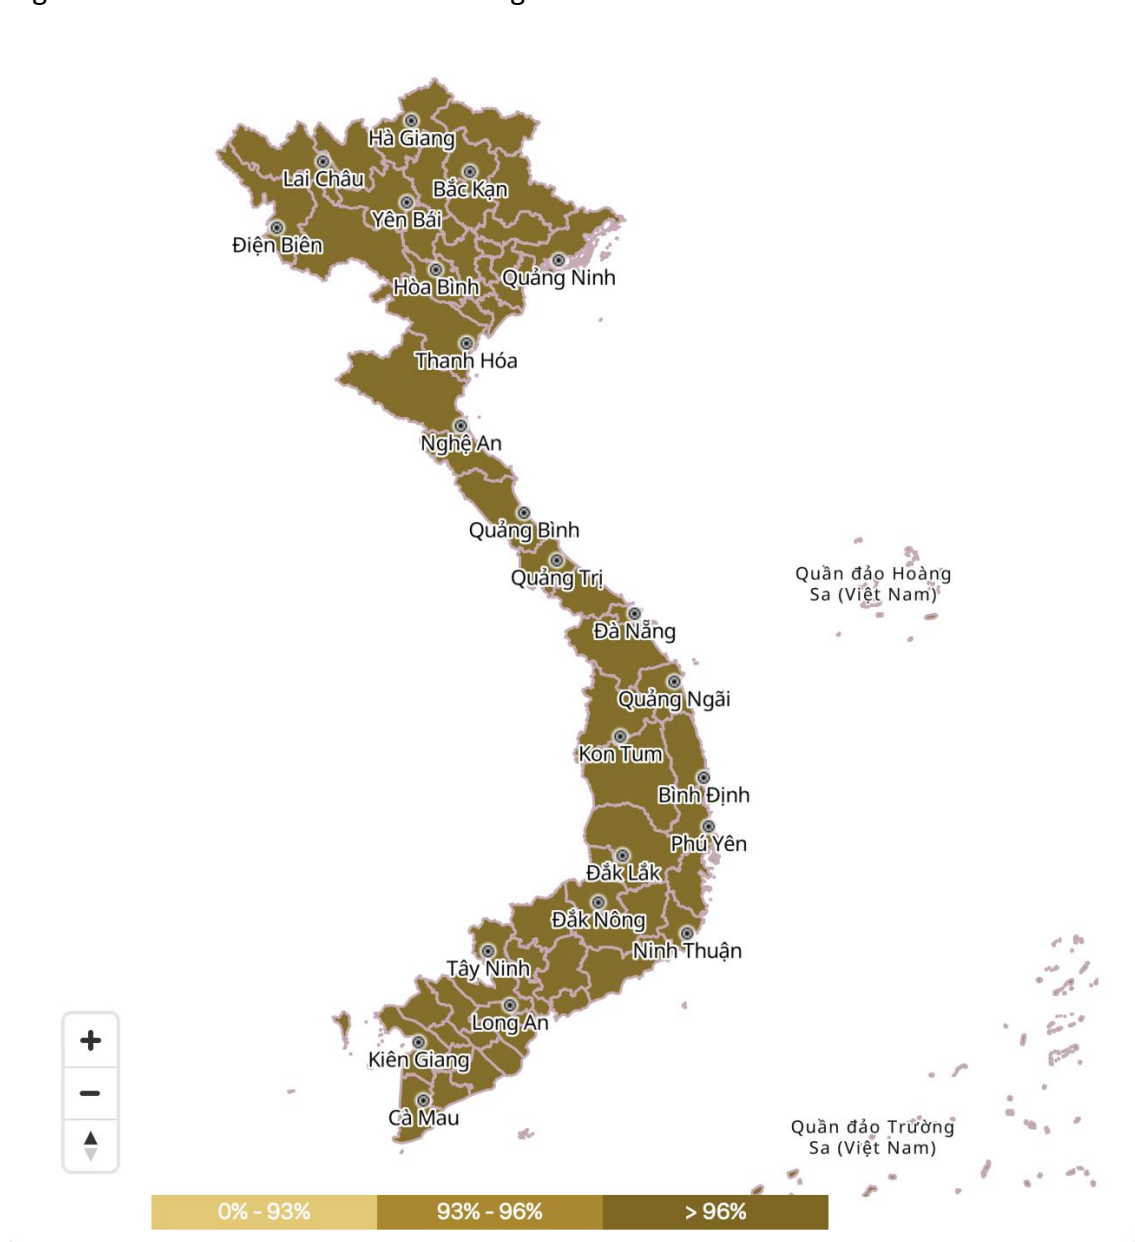 Hà Giang
Lai Châu
Bắc Kạn
Yên Bái
Điện Biên
Quảng Ninh
Hòa Bình
Thanh Hóa
Nghệ An
Quảng Bình
Quần đảo Hoàng
Sa (Việt Nam)
Quảng Trị
Đà Nẵng
Quảng Ngãi
Kon Tum
Bình Định
Phú Yên
Đắk Lắk
Đắk Nông
Ninh Thuận
Tây Ninh
Long An
Kiên Giang
Cà Mau
Quần đảo Trường
Sa (Việt Nam)
+
−
0% - 93% 93% - 96% > 96%